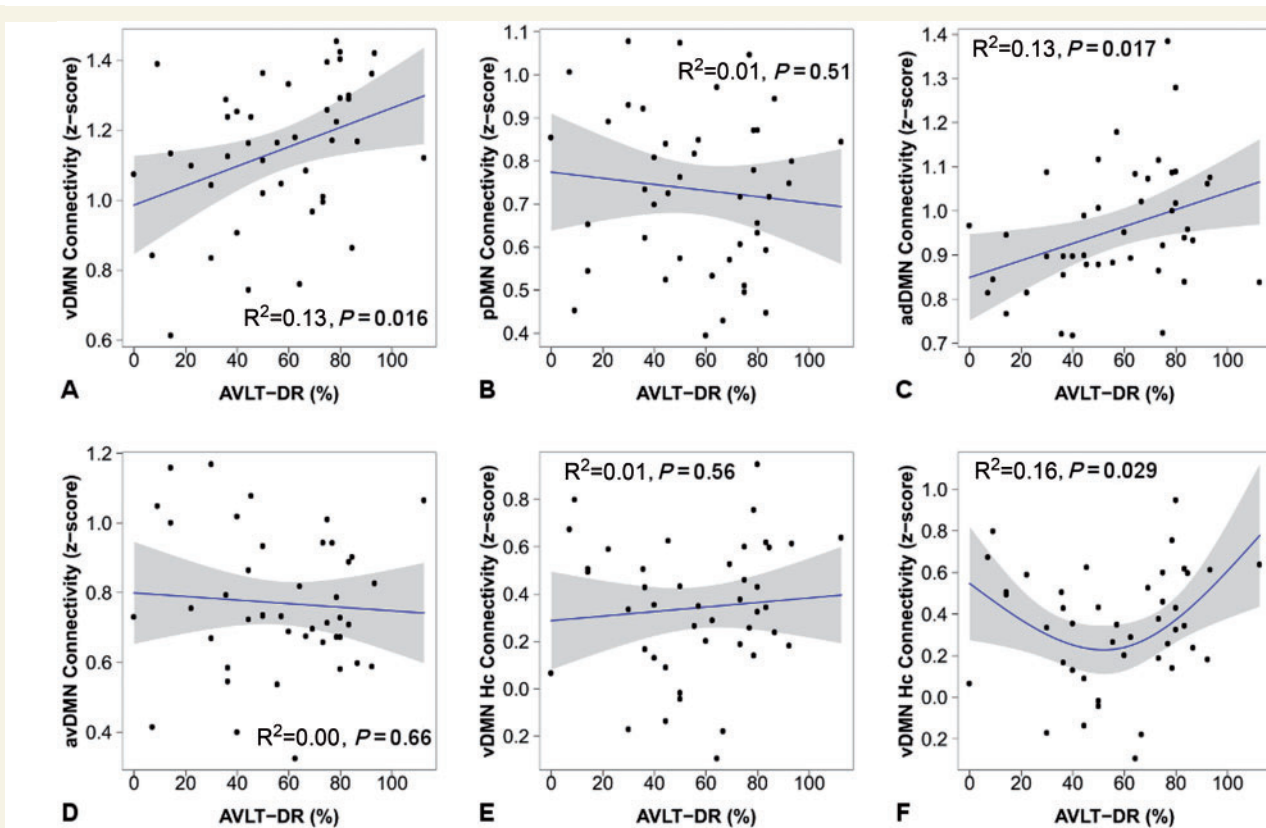 R²=0.13, P=0.016
vDMN Connectivity (z-score)
1.4
1.2
1.0
0.8
0.6
0 20 40 60 80 100
A AVLT-DR (%)
R²=0.01, P=0.51
pDMN Connectivity (z-score)
1.1
1.0
0.9
0.8
0.7
0.6
0.5
0.4
0 20 40 60 80 100
B AVLT-DR (%)
R²=0.13, P=0.017
adDMN Connectivity (z-score)
1.4
1.3
1.2
1.1
1.0
0.9
0.8
0.7
0 20 40 60 80 100
C AVLT-DR (%)
avDMN Connectivity (z-score)
1.2
1.0
0.8
0.6
0.4
R²=0.00, P=0.66
0 20 40 60 80 100
D AVLT-DR (%)
R²=0.01, P=0.56
vDMN Hc Connectivity (z-score)
0.8
0.6
0.4
0.2
0.0
0.2
0 20 40 60 80 100
E AVLT-DR (%)
R²=0.16, P=0.029
vDMN Hc Connectivity (z-score)
1.0
0.8
0.6
0.4
0.2
0.0
0.2
0 20 40 60 80 100
F AVLT-DR (%)